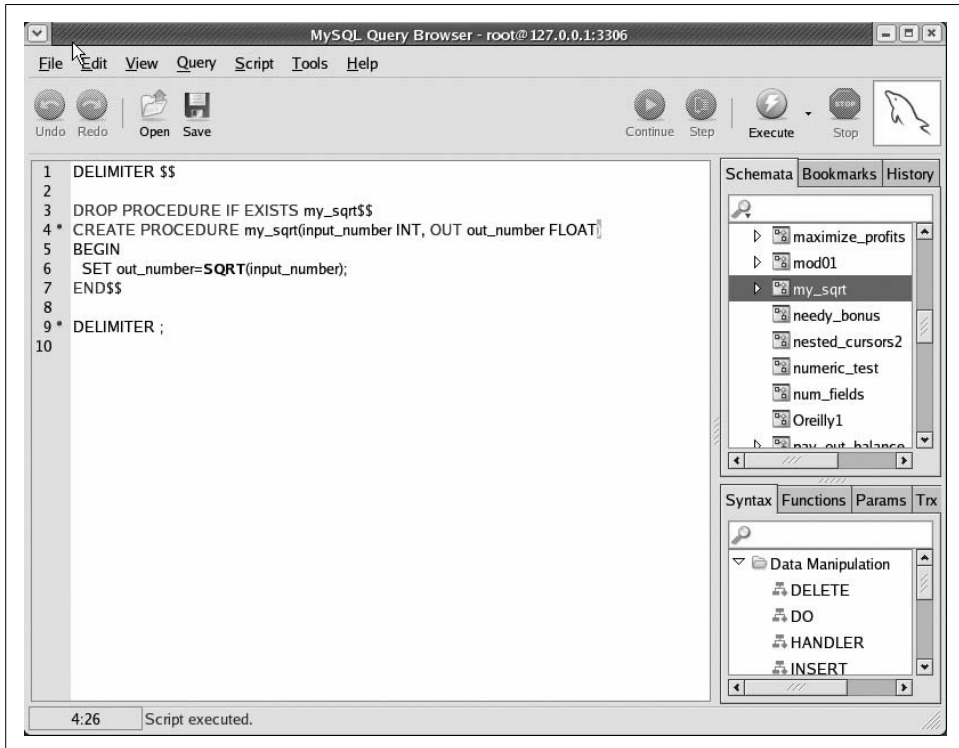 MySQL Query Browser - root@127.0.0.1:3306
File Edit View Query Script Tools Help
Undo Redo Open Save Continue Step Execute Stop
STOP
1 DELIMITER $$
2
3 DROP PROCEDURE IF EXISTS my_sqrt$$
4 * CREATE PROCEDURE my_sqrt(input_number INT, OUT out_number FLOAT)
5 BEGIN
6 SET out_number=SQRT(input_number);
7 END$$
8
9 * DELIMITER ;
10
Schemata Bookmarks History
maximize_profits
mod01
my_sqrt
needy_bonus
nested_cursors2
numeric_test
num_fields
Oreilly1
pay_out_balance
Syntax Functions Params Trx
Data Manipulation
DELETE
DO
HANDLER
INSERT
4:26 Script executed.